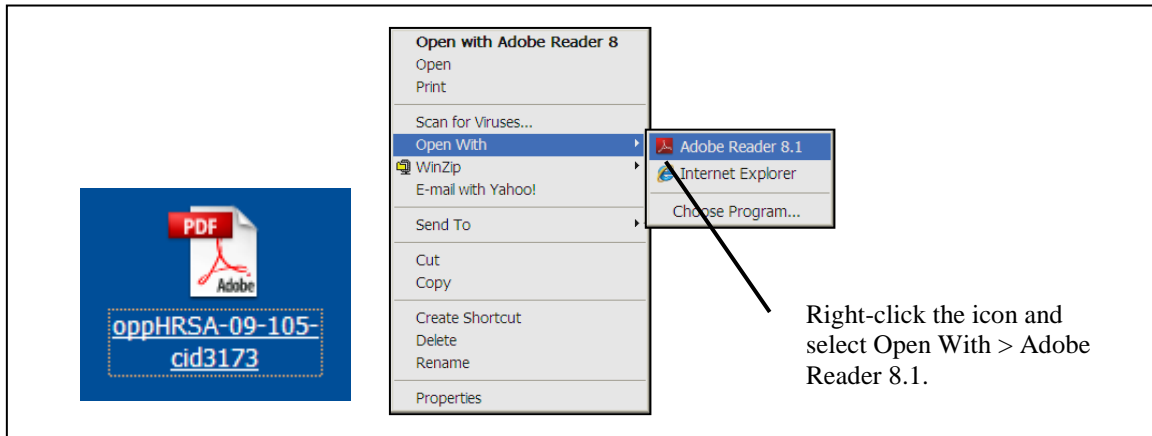 PDF
Adobe
oppHRSA-09-105-
cid3173
Open with Adobe Reader 8
Open
Print
Scan for Viruses...
Open With
WinZip
E-mail with Yahoo!
Send To
Cut
Copy
Create Shortcut
Delete
Rename
Properties
Adobe Reader 8.1
Internet Explorer
Choose Program...
Right-click the icon and
select Open With > Adobe
Reader 8.1.